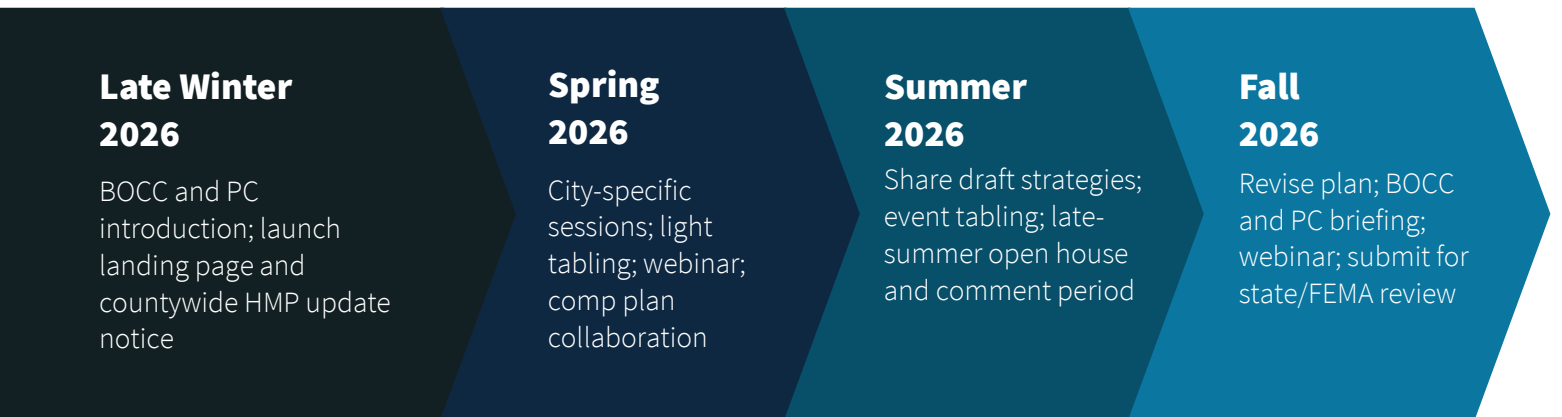 Late Winter
2026
BOCC and PC
introduction; launch
landing page and
countywide HMP update
notice
Spring
2026
City-specific
sessions; light
tabling; webinar;
comp plan
collaboration
Summer
2026
Share draft strategies;
event tabling; late-
summer open house
and comment period
Fall
2026
Revise plan; BOCC
and PC briefing;
webinar; submit for
state/FEMA review